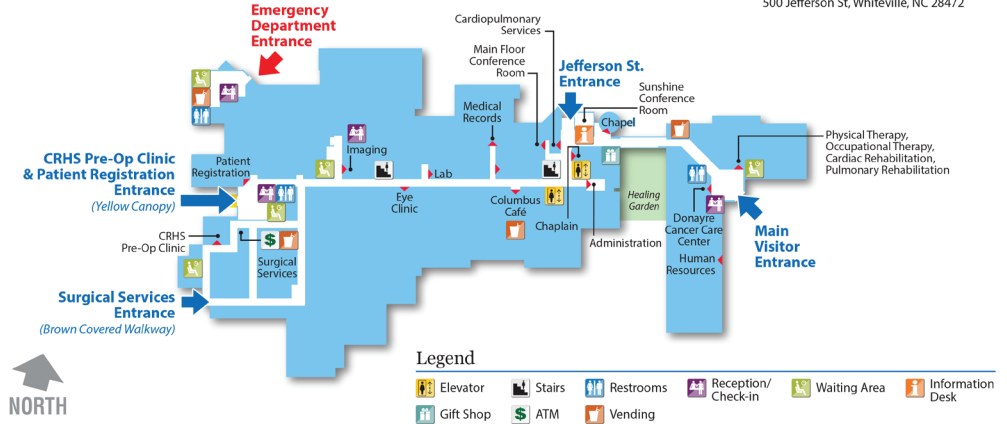 500 Jefferson St, Whiteville, NC 28472
Emergency
Department
Entrance
Cardiopulmonary
Services
Main Floor
Conference
Room
Jefferson St.
Entrance
Sunshine
Conference
Room
Medical
Records
Chapel
Physical Therapy,
Occupational Therapy,
Cardiac Rehabilitation,
Pulmonary Rehabilitation
Imaging
CRHS Pre-Op Clinic
& Patient Registration
Entrance
(Yellow Canopy)
Patient
Registration
Lab
Eye
Clinic
Columbus
Café
Chaplain
Administration
Healing
Garden
Donayre
Cancer Care
Center
Human
Resources
Main
Visitor
Entrance
CRHS
Pre-Op Clinic
$
Surgical
Services
Surgical Services
Entrance
(Brown Covered Walkway)
NORTH
Legend
Elevator
Stairs
Restrooms
Reception/
Check-in
Waiting Area
Information
Desk
Gift Shop
$ ATM
Vending